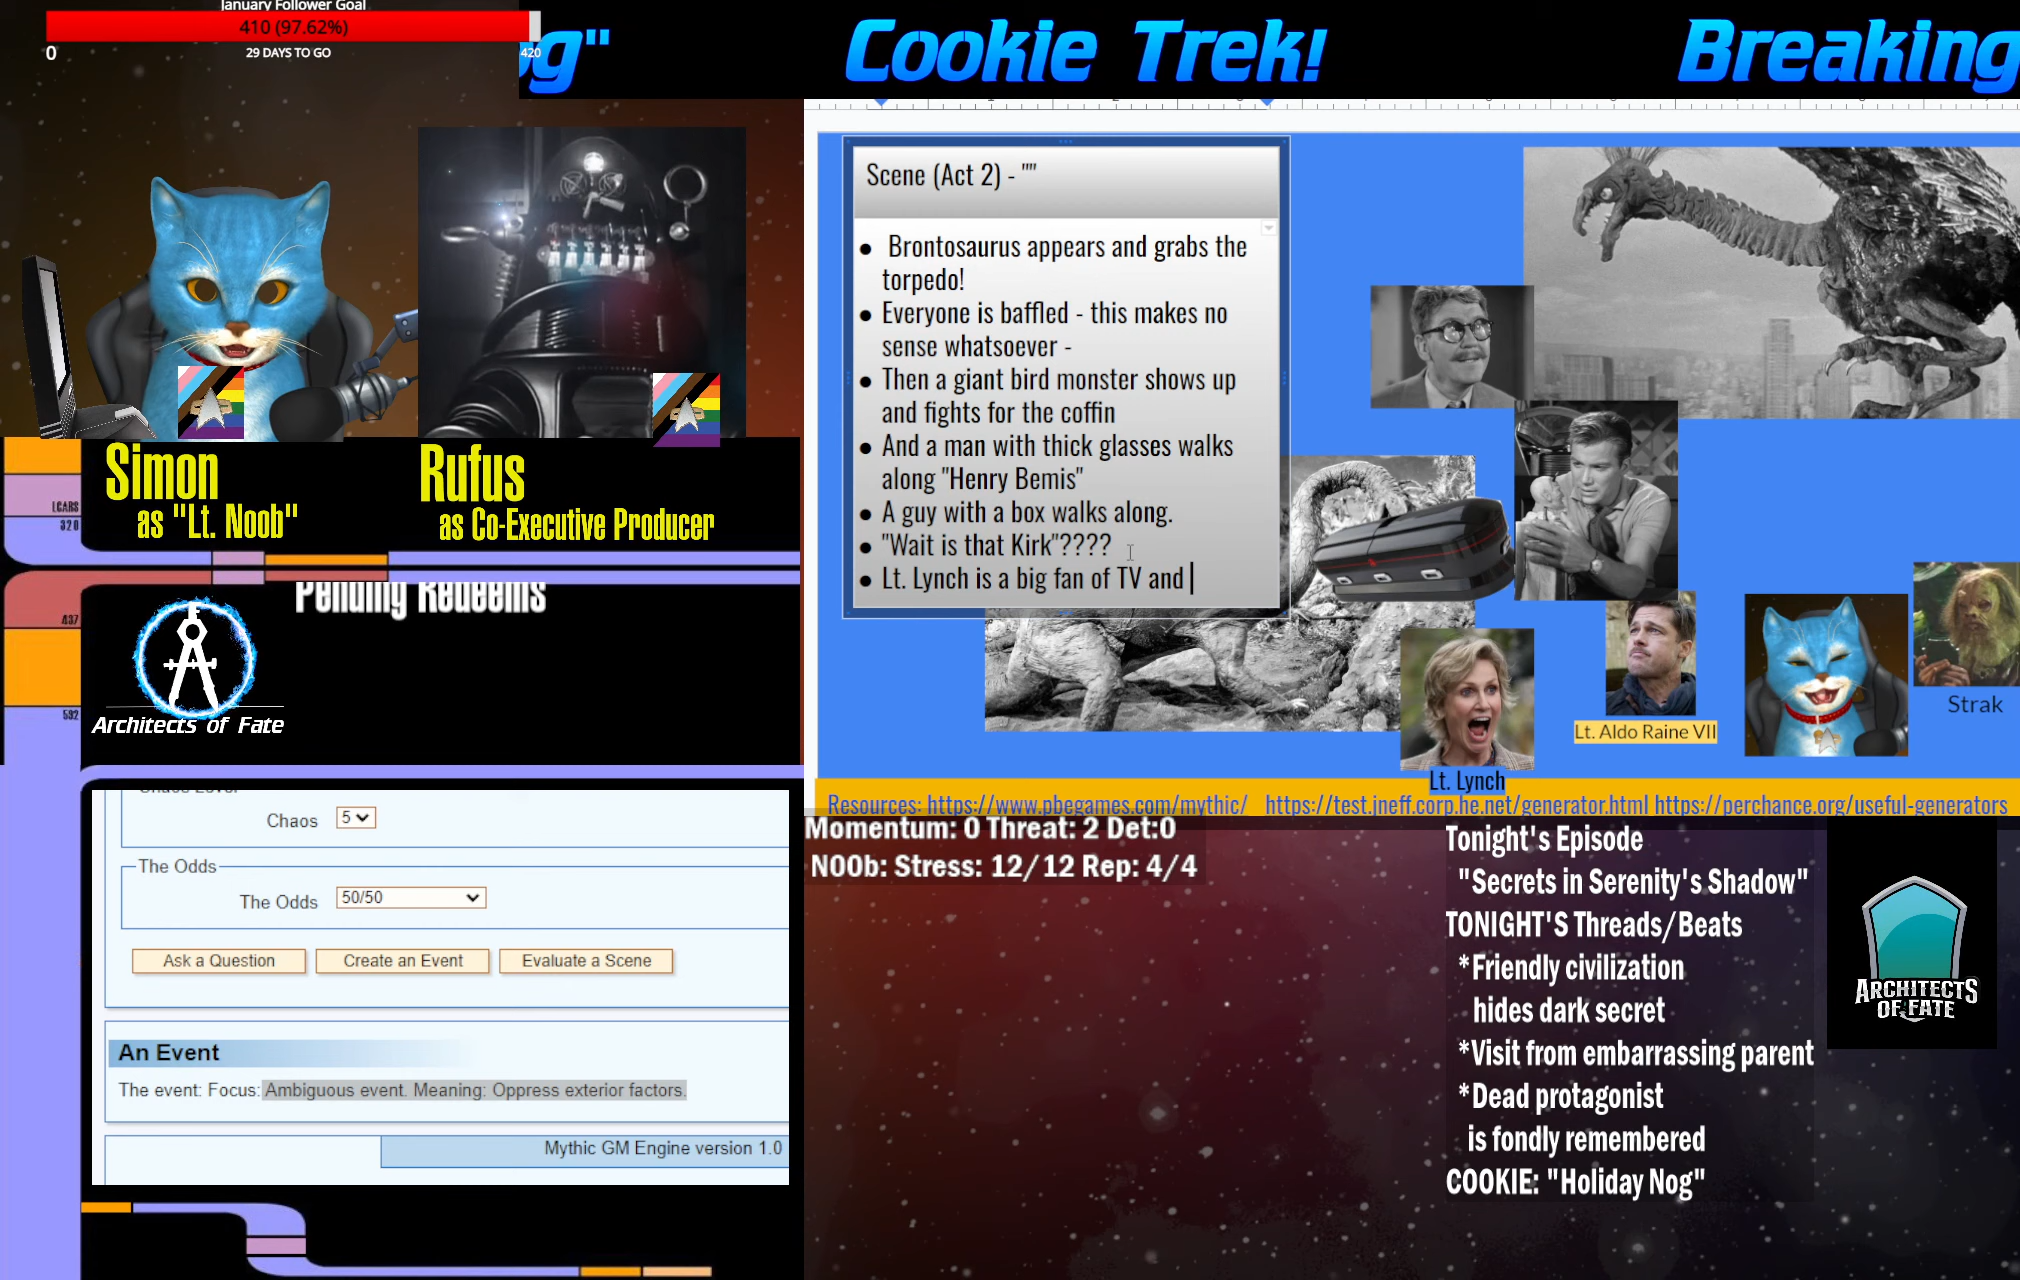 January Follower Goal
410 (97.62%)
0
29 DAYS TO GO
420
og"
Cookie Trek!
Breaking
Scene (Act 2) - ""
● Brontosaurus appears and grabs the
torpedo!
● Everyone is baffled - this makes no
sense whatsoever -
● Then a giant bird monster shows up
and fights for the coffin
● And a man with thick glasses walks
along "Henry Bemis"
● A guy with a box walks along.
● "Wait is that Kirk"????
● Lt. Lynch is a big fan of TV and
Simon
as "Lt. Noob"
Rufus
as Co-Executive Producer
LCARS
320
Pending Redeems
437
592
Architects of Fate
Lt. Lynch
Lt. Aldo Raine VII
Strak
Resources: https://www.pbegames.com/mythic/ https://test.jneff.corp.he.net/generator.html https://perchance.org/useful-generators
Chaos Level
Chaos
5
The Odds
The Odds
50/50
Ask a Question
Create an Event
Evaluate a Scene
An Event
The event: Focus: Ambiguous event. Meaning: Oppress exterior factors.
Mythic GM Engine version 1.0
Momentum: 0 Threat: 2 Det:0
N00b: Stress: 12/12 Rep: 4/4
Tonight's Episode
"Secrets in Serenity's Shadow"
TONIGHT'S Threads/Beats
*Friendly civilization
hides dark secret
*Visit from embarrassing parent
*Dead protagonist
is fondly remembered
COOKIE: "Holiday Nog"
ARCHITECTS
OF FATE